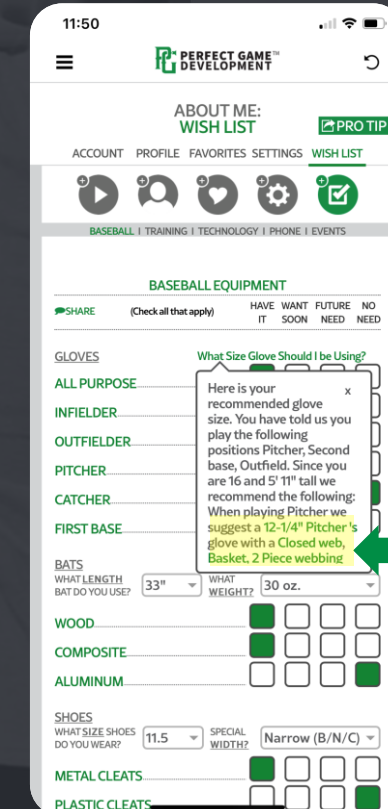 11:50
PERFECT GAME™
DEVELOPMENT
ABOUT ME:
WISH LIST
PRO TIP
ACCOUNT PROFILE FAVORITES SETTINGS WISH LIST
BASEBALL I TRAINING I TECHNOLOGY I PHONE I EVENTS
BASEBALL EQUIPMENT
SHARE (Check all that apply) HAVE IT WANT SOON FUTURE NEED NO NEED
GLOVES What Size Glove Should I be Using?
ALL PURPOSE
INFIELDER
OUTFIELDER
PITCHER
CATCHER
FIRST BASE
Here is your x
recommended glove
size. You have told us you
play the following
positions Pitcher, Second
base, Outfield. Since you
are 16 and 5' 11" tall we
recommend the following:
When playing Pitcher we
suggest a 12-1/4" Pitcher 's
glove with a Closed web,
Basket, 2 Piece webbing
BATS
WHAT LENGTH BAT DO YOU USE? 33" WHAT WEIGHT? 30 oz.
WOOD
COMPOSITE
ALUMINUM
SHOES
WHAT SIZE SHOES DO YOU WEAR? 11.5 SPECIAL WIDTH? Narrow (B/N/C)
METAL CLEATS
PLASTIC CLEATS